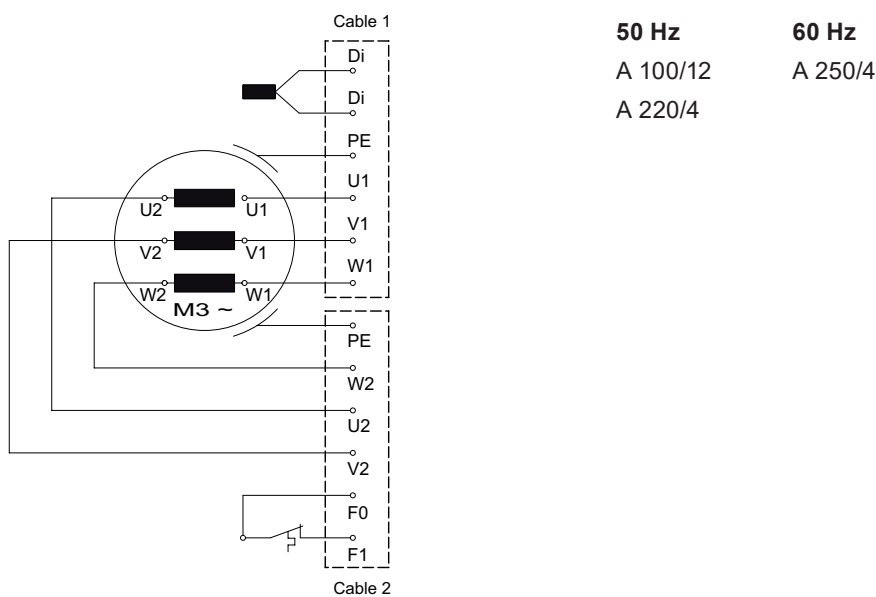 Cable 1
Di
Di
PE
U1
V1
W1
U2 U1
V2 V1
W2 W1
M3 ~
PE
W2
U2
V2
F0
F1
Cable 2
50 Hz 60 Hz
A 100/12 A 250/4
A 220/4